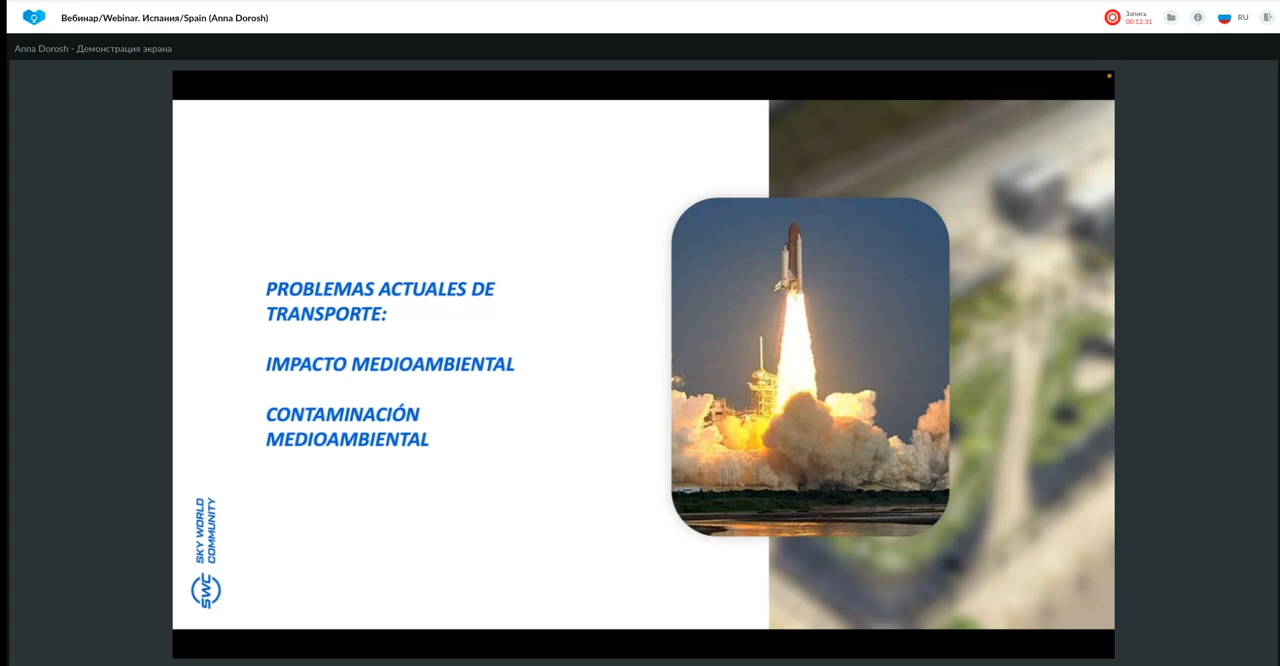 Вебинар/Webinar. Испания/Spain (Anna Dorosh)
Запись
00:12:31
RU
Anna Dorosh - Демонстрация экрана
PROBLEMAS ACTUALES DE
TRANSPORTE:
IMPACTO MEDIOAMBIENTAL
CONTAMINACIÓN
MEDIOAMBIENTAL
SWC
SKY WORLD
COMMUNITY